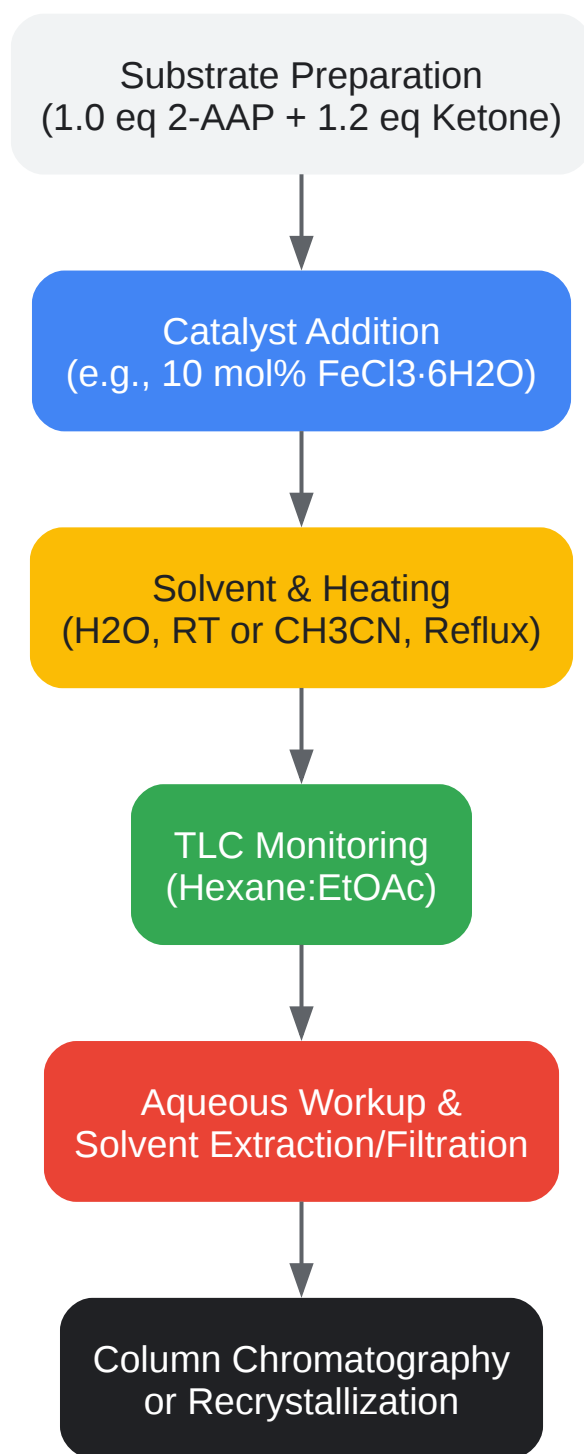 Substrate Preparation
(1.0 eq 2-AAP + 1.2 eq Ketone)
Catalyst Addition
(e.g., 10 mol% FeCl3·6H2O)
Solvent & Heating
(H2O, RT or CH3CN, Reflux)
TLC Monitoring
(Hexane:EtOAc)
Aqueous Workup &
Solvent Extraction/Filtration
Column Chromatography
or Recrystallization